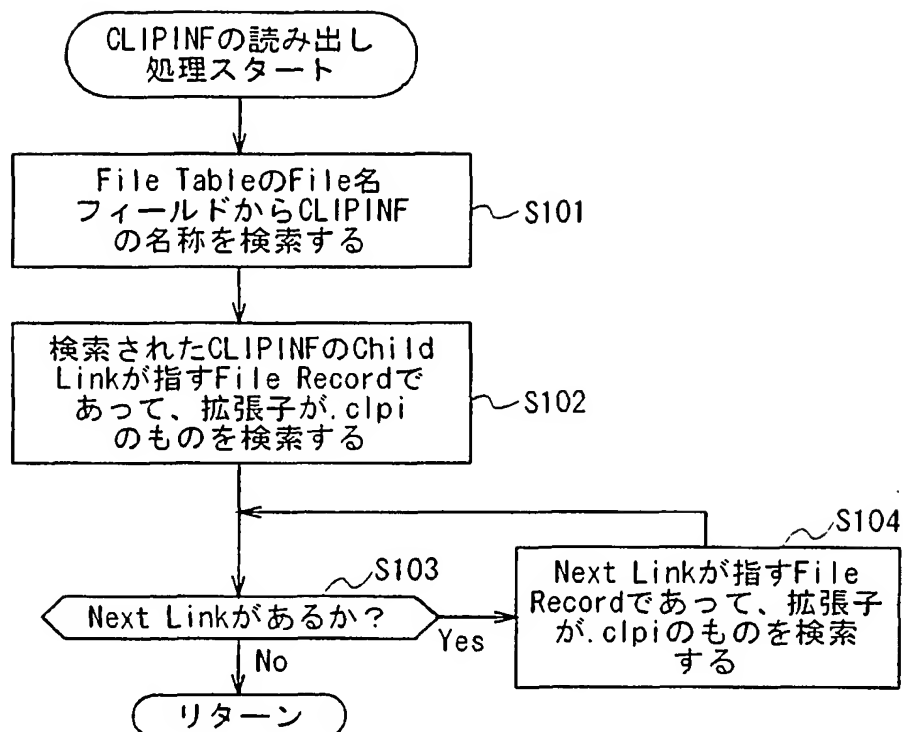 CLIPINFの読み出し
処理スタート
File TableのFile名
フィールドからCLIPINF
の名称を検索する
S101
検索されたCLIPINFのChild
Linkが指すFile Recordで
あって、拡張子が.clpi
のものを検索する
S102
S103
Next Linkがあるか?
Yes
No
S104
Next Linkが指すFile
Recordであって、拡張子
が.clpiのものを検索
する
リターン